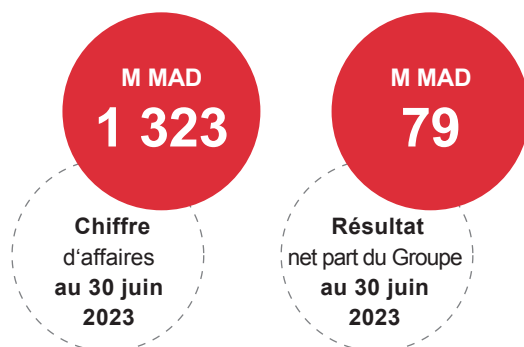 M MAD
1 323
Chiffre
d'affaires
au 30 juin
2023
M MAD
79
Résultat
net part du Groupe
au 30 juin
2023